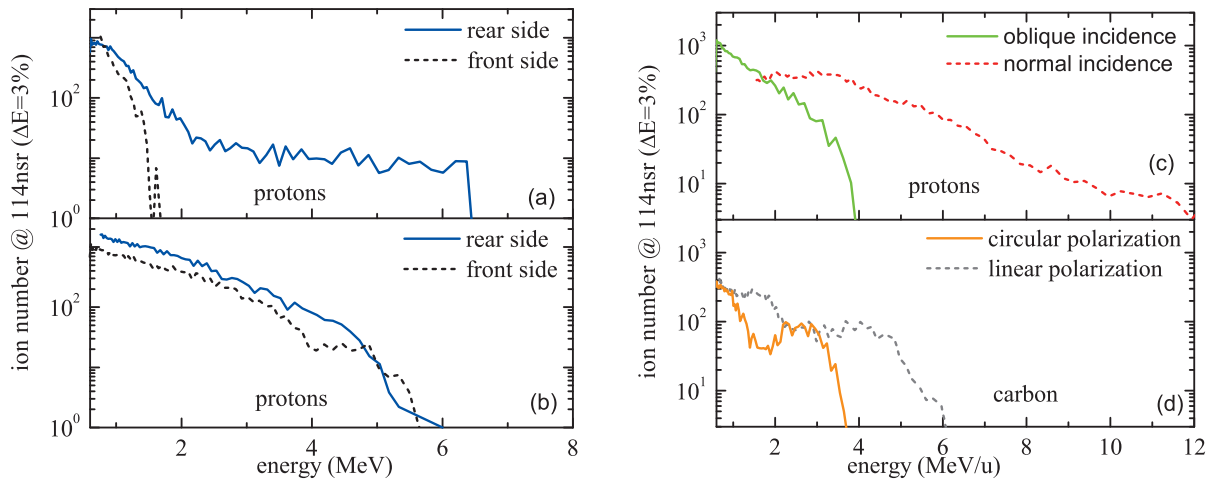 ion number @ 114nsr (ΔE=3%)
10²
10⁰
rear side
front side
protons
(a)
10²
10⁰
rear side
front side
protons
(b)
2
4
6
8
energy (MeV)
ion number @ 114nsr (ΔE=3%)
10³
10²
10¹
oblique incidence
normal incidence
protons
(c)
10³
10²
10¹
circular polarization
linear polarization
carbon
(d)
2
4
6
8
10
12
energy (MeV/u)